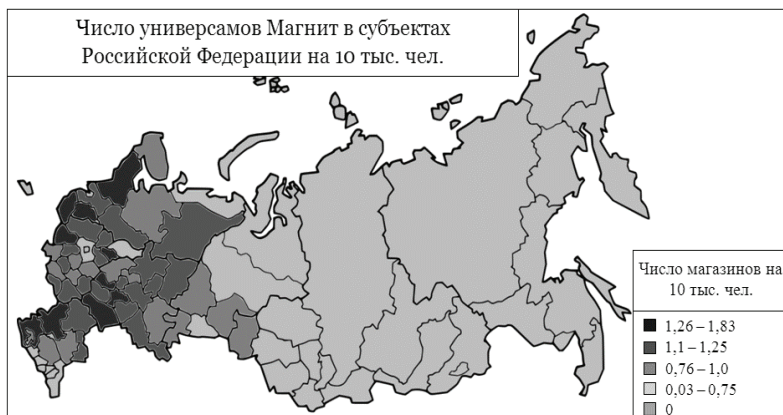 Число универсамов Магнит в субъектах
Российской Федерации на 10 тыс. чел.
Число магазинов на
10 тыс. чел.
1,26 – 1,83
1,1 – 1,25
0,76 – 1,0
0,03 – 0,75
0